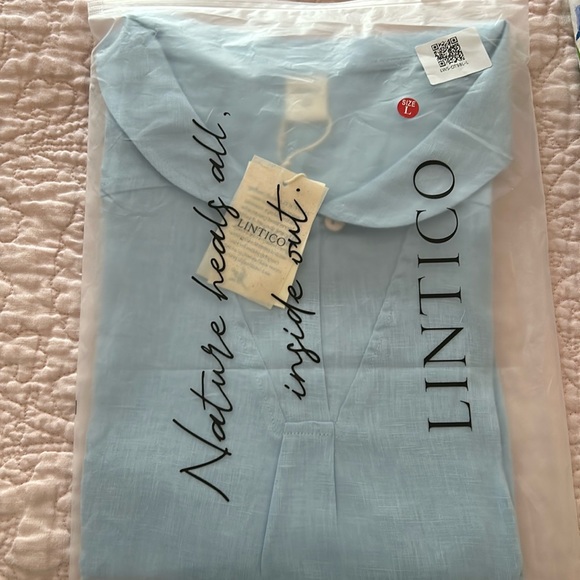 Nature heals all,
inside out.
LINTICO
LINTICO
SIZE
L